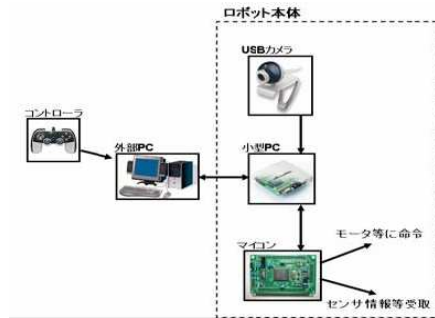 ロボット本体
USBカメラ
コントローラ
外部PC
小型PC
マイコン
モータ等に命令
センサ情報等受取